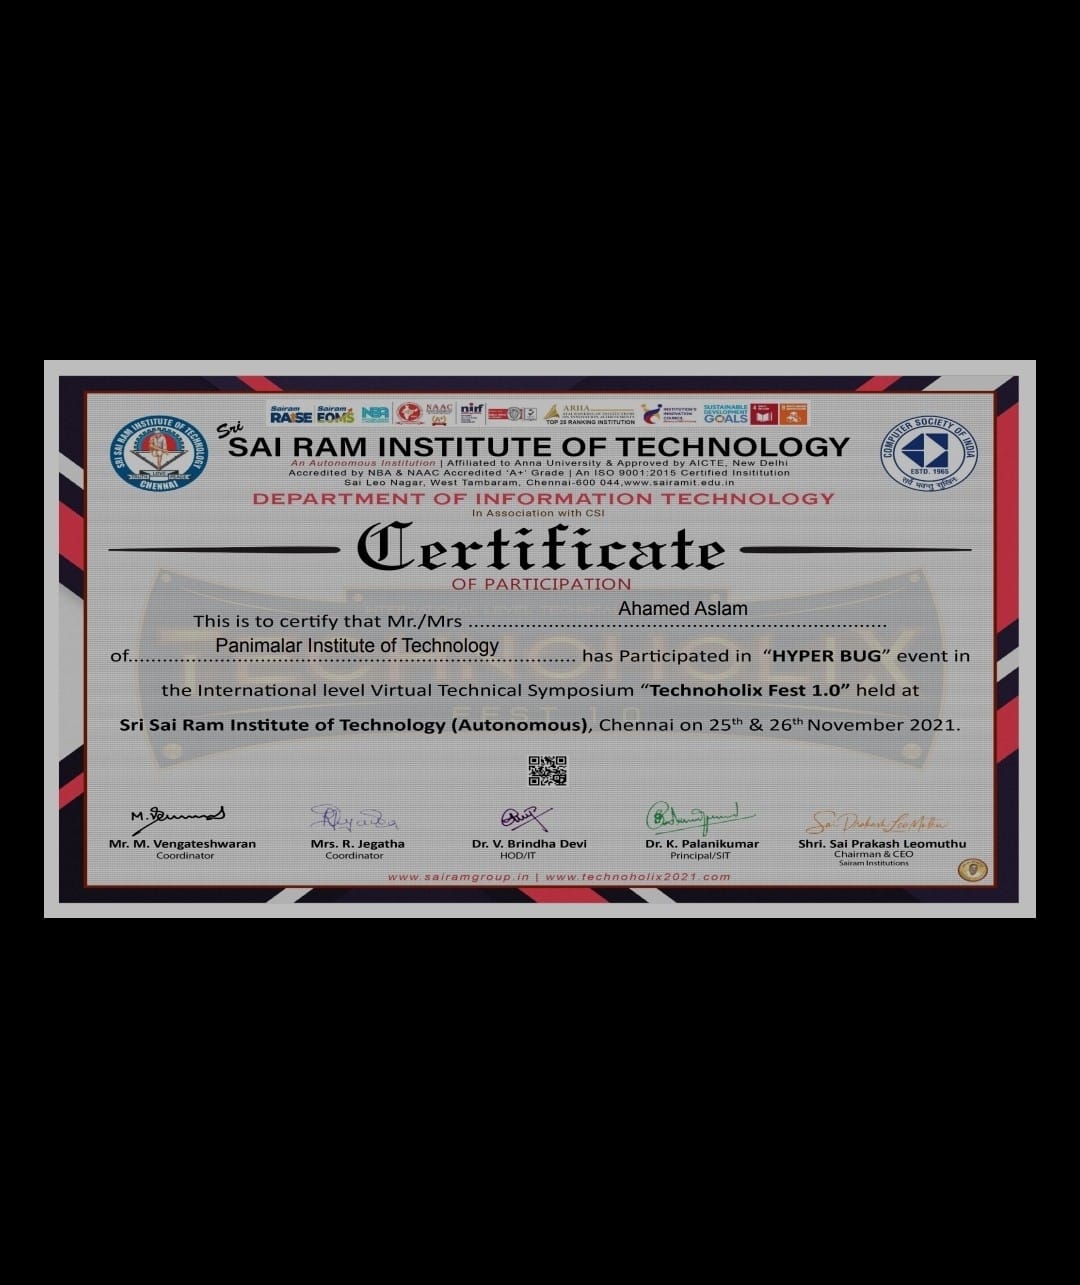 Sairam RAISE Sairam EOMS NBA NAAC nirf ARIIA INSTITUTION'S INNOVATION COUNCIL SUSTAINABLE DEVELOPMENT GOALS
TOP 25 RANKING INSTITUTION
Sri
SAI RAM INSTITUTE OF TECHNOLOGY
An Autonomous Institution | Affiliated to Anna University & Approved by AICTE, New Delhi
Accredited by NBA & NAAC Accredited 'A+' Grade | An ISO 9001:2015 Certified Insititution
Sai Leo Nagar, West Tambaram, Chennai-600 044,www.sairamit.edu.in
SRI SAI RAM INSTITUTE OF TECHNOLOGY
CHENNAI
COMPUTER SOCIETY OF INDIA
ESTD. 1965
DEPARTMENT OF INFORMATION TECHNOLOGY
In Association with CSI
Certificate
OF PARTICIPATION
This is to certify that Mr./Mrs Ahamed Aslam
of Panimalar Institute of Technology has Participated in “HYPER BUG” event in
the International level Virtual Technical Symposium “Technoholix Fest 1.0” held at
Sri Sai Ram Institute of Technology (Autonomous), Chennai on 25th & 26th November 2021.
TECHNOHOLIX
FEST 1.0
Mr. M. Vengateshwaran Mrs. R. Jegatha Dr. V. Brindha Devi Dr. K. Palanikumar Shri. Sai Prakash Leomuthu
Coordinator Coordinator HOD/IT Principal/SIT Chairman & CEO
Sairam Institutions
www.sairamgroup.in | www.technoholix2021.com